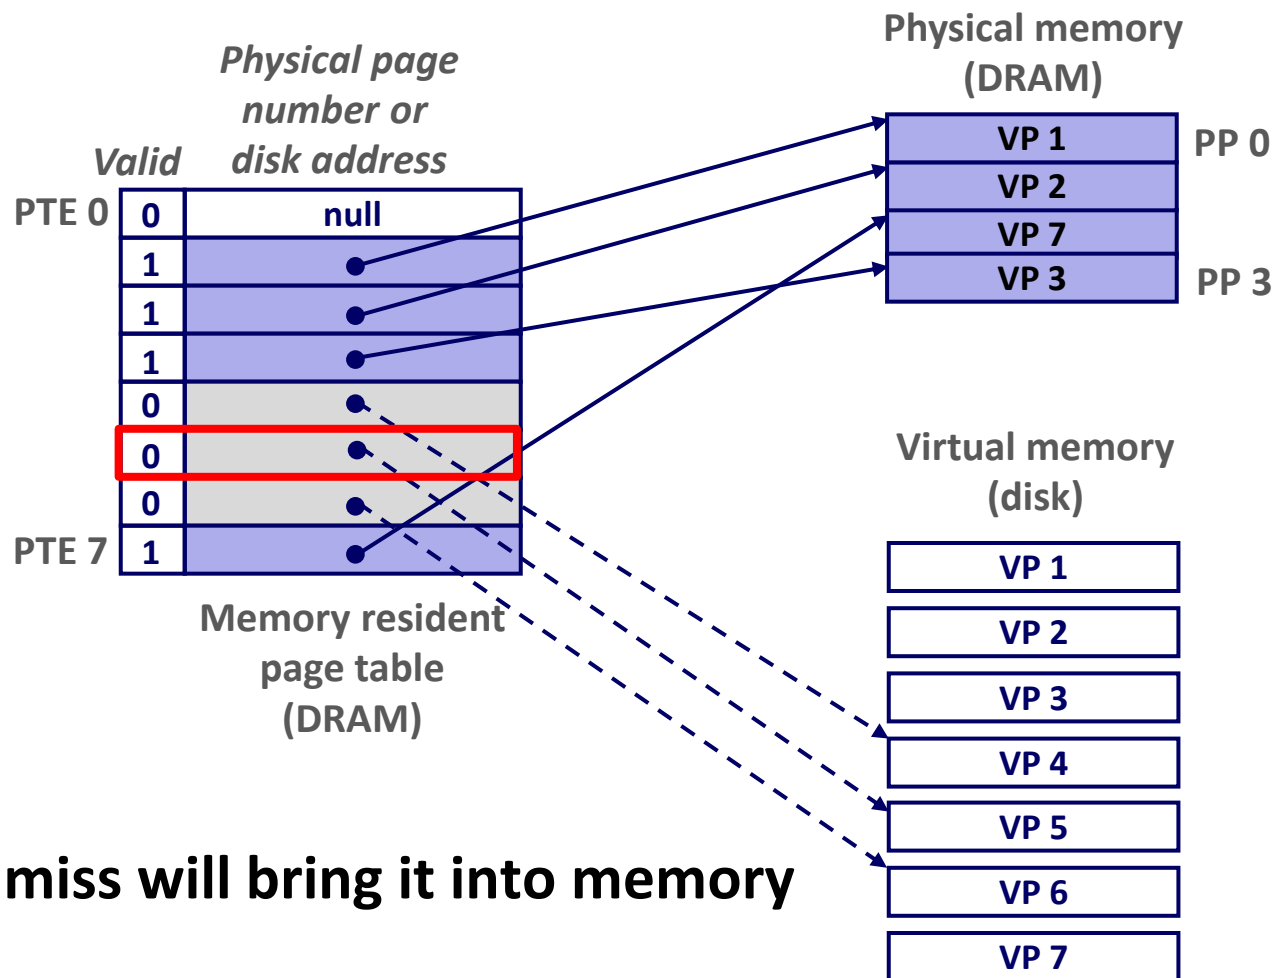 Physical page
number or
disk address
Valid
PTE 0
0
null
1
1
1
0
0
0
PTE 7
1
Memory resident
page table
(DRAM)
Physical memory
(DRAM)
VP 1
PP 0
VP 2
VP 7
VP 3
PP 3
Virtual memory
(disk)
VP 1
VP 2
VP 3
VP 4
VP 5
VP 6
VP 7
miss will bring it into memory